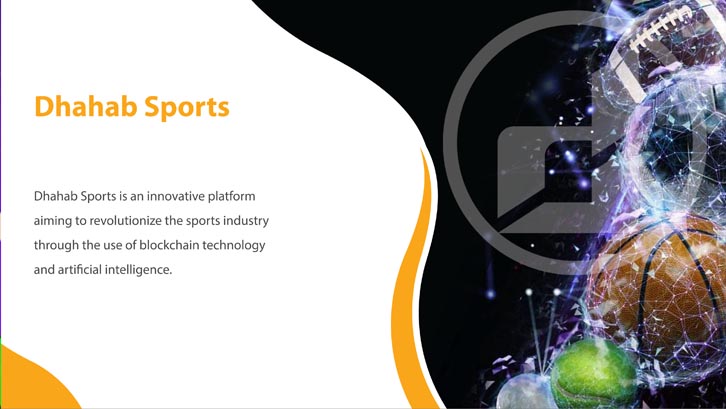 Dhahab Sports
Dhahab Sports is an innovative platform
aiming to revolutionize the sports industry
through the use of blockchain technology
and artificial intelligence.